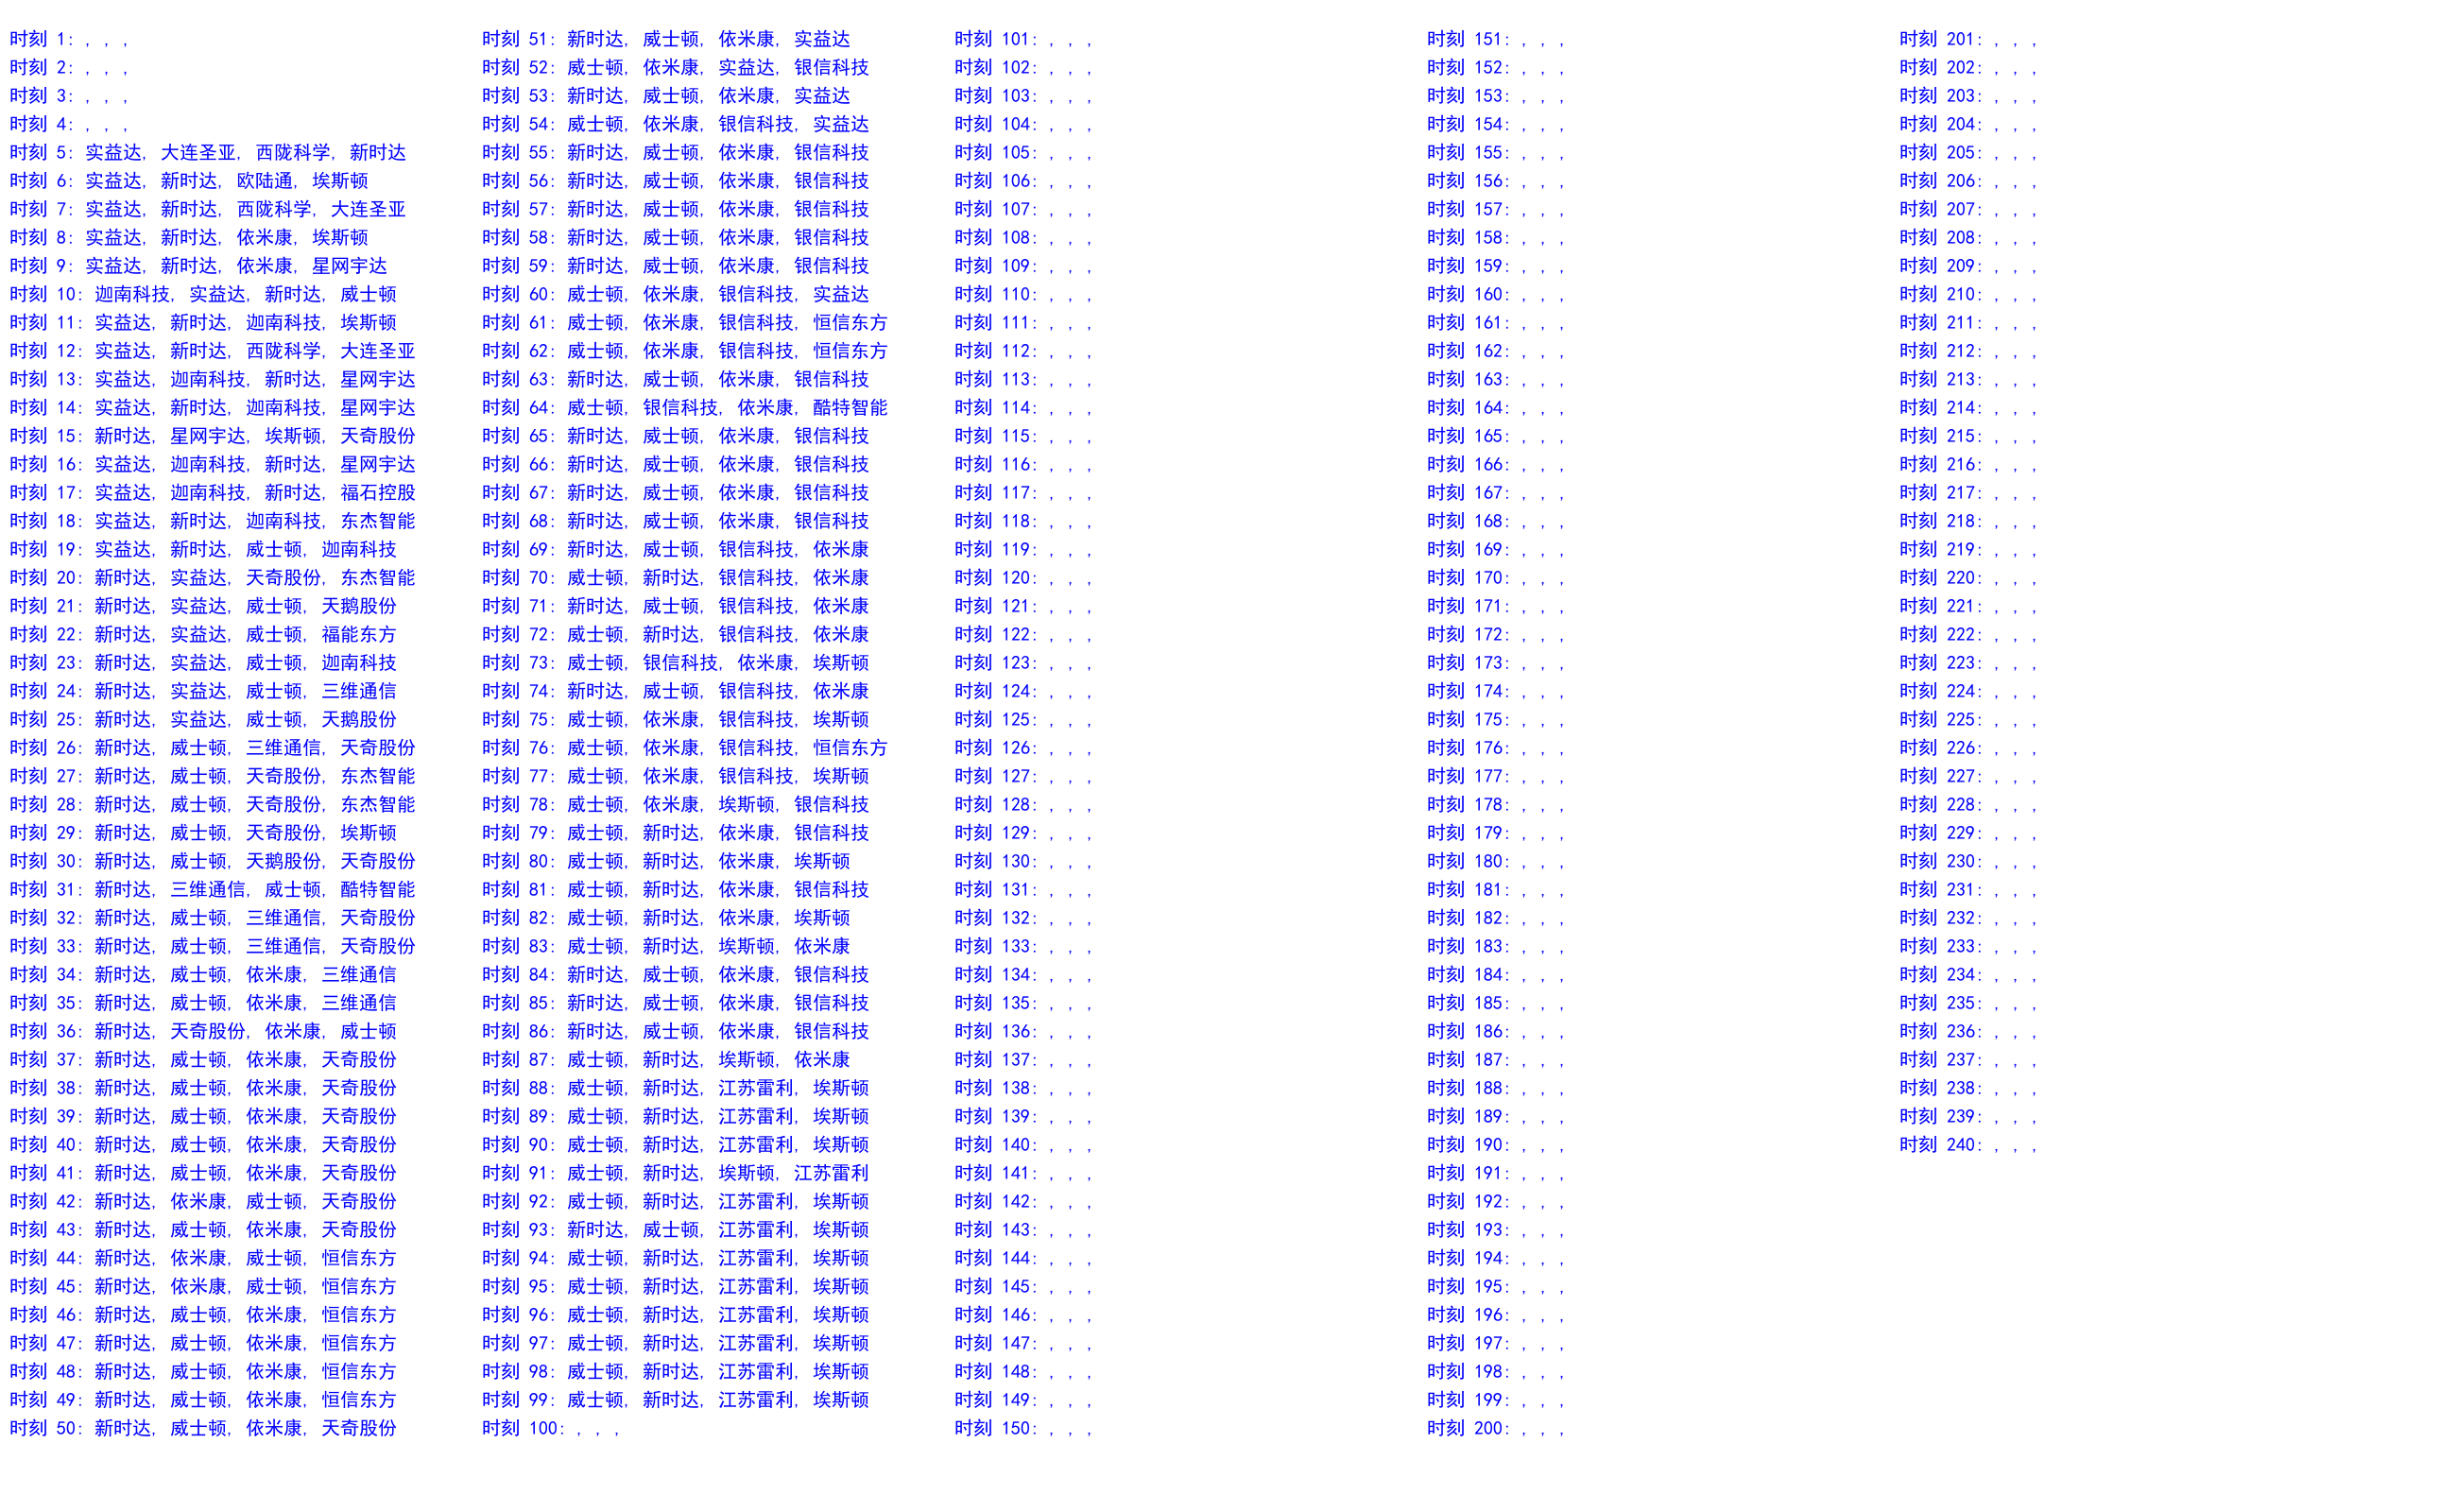 时刻 1: , , ,
时刻 2: , , ,
时刻 3: , , ,
时刻 4: , , ,
时刻 5: 实益达, 大连圣亚, 西陇科学, 新时达
时刻 6: 实益达, 新时达, 欧陆通, 埃斯顿
时刻 7: 实益达, 新时达, 西陇科学, 大连圣亚
时刻 8: 实益达, 新时达, 依米康, 埃斯顿
时刻 9: 实益达, 新时达, 依米康, 星网宇达
时刻 10: 迦南科技, 实益达, 新时达, 威士顿
时刻 11: 实益达, 新时达, 迦南科技, 埃斯顿
时刻 12: 实益达, 新时达, 西陇科学, 大连圣亚
时刻 13: 实益达, 迦南科技, 新时达, 星网宇达
时刻 14: 实益达, 新时达, 迦南科技, 星网宇达
时刻 15: 新时达, 星网宇达, 埃斯顿, 天奇股份
时刻 16: 实益达, 迦南科技, 新时达, 星网宇达
时刻 17: 实益达, 迦南科技, 新时达, 福石控股
时刻 18: 实益达, 新时达, 迦南科技, 东杰智能
时刻 19: 实益达, 新时达, 威士顿, 迦南科技
时刻 20: 新时达, 实益达, 天奇股份, 东杰智能
时刻 21: 新时达, 实益达, 威士顿, 天鹅股份
时刻 22: 新时达, 实益达, 威士顿, 福能东方
时刻 23: 新时达, 实益达, 威士顿, 迦南科技
时刻 24: 新时达, 实益达, 威士顿, 三维通信
时刻 25: 新时达, 实益达, 威士顿, 天鹅股份
时刻 26: 新时达, 威士顿, 三维通信, 天奇股份
时刻 27: 新时达, 威士顿, 天奇股份, 东杰智能
时刻 28: 新时达, 威士顿, 天奇股份, 东杰智能
时刻 29: 新时达, 威士顿, 天奇股份, 埃斯顿
时刻 30: 新时达, 威士顿, 天鹅股份, 天奇股份
时刻 31: 新时达, 三维通信, 威士顿, 酷特智能
时刻 32: 新时达, 威士顿, 三维通信, 天奇股份
时刻 33: 新时达, 威士顿, 三维通信, 天奇股份
时刻 34: 新时达, 威士顿, 依米康, 三维通信
时刻 35: 新时达, 威士顿, 依米康, 三维通信
时刻 36: 新时达, 天奇股份, 依米康, 威士顿
时刻 37: 新时达, 威士顿, 依米康, 天奇股份
时刻 38: 新时达, 威士顿, 依米康, 天奇股份
时刻 39: 新时达, 威士顿, 依米康, 天奇股份
时刻 40: 新时达, 威士顿, 依米康, 天奇股份
时刻 41: 新时达, 威士顿, 依米康, 天奇股份
时刻 42: 新时达, 依米康, 威士顿, 天奇股份
时刻 43: 新时达, 威士顿, 依米康, 天奇股份
时刻 44: 新时达, 依米康, 威士顿, 恒信东方
时刻 45: 新时达, 依米康, 威士顿, 恒信东方
时刻 46: 新时达, 威士顿, 依米康, 恒信东方
时刻 47: 新时达, 威士顿, 依米康, 恒信东方
时刻 48: 新时达, 威士顿, 依米康, 恒信东方
时刻 49: 新时达, 威士顿, 依米康, 恒信东方
时刻 50: 新时达, 威士顿, 依米康, 天奇股份
时刻 51: 新时达, 威士顿, 依米康, 实益达
时刻 52: 威士顿, 依米康, 实益达, 银信科技
时刻 53: 新时达, 威士顿, 依米康, 实益达
时刻 54: 威士顿, 依米康, 银信科技, 实益达
时刻 55: 新时达, 威士顿, 依米康, 银信科技
时刻 56: 新时达, 威士顿, 依米康, 银信科技
时刻 57: 新时达, 威士顿, 依米康, 银信科技
时刻 58: 新时达, 威士顿, 依米康, 银信科技
时刻 59: 新时达, 威士顿, 依米康, 银信科技
时刻 60: 威士顿, 依米康, 银信科技, 实益达
时刻 61: 威士顿, 依米康, 银信科技, 恒信东方
时刻 62: 威士顿, 依米康, 银信科技, 恒信东方
时刻 63: 新时达, 威士顿, 依米康, 银信科技
时刻 64: 威士顿, 银信科技, 依米康, 酷特智能
时刻 65: 新时达, 威士顿, 依米康, 银信科技
时刻 66: 新时达, 威士顿, 依米康, 银信科技
时刻 67: 新时达, 威士顿, 依米康, 银信科技
时刻 68: 新时达, 威士顿, 依米康, 银信科技
时刻 69: 新时达, 威士顿, 银信科技, 依米康
时刻 70: 威士顿, 新时达, 银信科技, 依米康
时刻 71: 新时达, 威士顿, 银信科技, 依米康
时刻 72: 威士顿, 新时达, 银信科技, 依米康
时刻 73: 威士顿, 银信科技, 依米康, 埃斯顿
时刻 74: 新时达, 威士顿, 银信科技, 依米康
时刻 75: 威士顿, 依米康, 银信科技, 埃斯顿
时刻 76: 威士顿, 依米康, 银信科技, 恒信东方
时刻 77: 威士顿, 依米康, 银信科技, 埃斯顿
时刻 78: 威士顿, 依米康, 埃斯顿, 银信科技
时刻 79: 威士顿, 新时达, 依米康, 银信科技
时刻 80: 威士顿, 新时达, 依米康, 埃斯顿
时刻 81: 威士顿, 新时达, 依米康, 银信科技
时刻 82: 威士顿, 新时达, 依米康, 埃斯顿
时刻 83: 威士顿, 新时达, 埃斯顿, 依米康
时刻 84: 新时达, 威士顿, 依米康, 银信科技
时刻 85: 新时达, 威士顿, 依米康, 银信科技
时刻 86: 新时达, 威士顿, 依米康, 银信科技
时刻 87: 威士顿, 新时达, 埃斯顿, 依米康
时刻 88: 威士顿, 新时达, 江苏雷利, 埃斯顿
时刻 89: 威士顿, 新时达, 江苏雷利, 埃斯顿
时刻 90: 威士顿, 新时达, 江苏雷利, 埃斯顿
时刻 91: 威士顿, 新时达, 埃斯顿, 江苏雷利
时刻 92: 威士顿, 新时达, 江苏雷利, 埃斯顿
时刻 93: 新时达, 威士顿, 江苏雷利, 埃斯顿
时刻 94: 威士顿, 新时达, 江苏雷利, 埃斯顿
时刻 95: 威士顿, 新时达, 江苏雷利, 埃斯顿
时刻 96: 威士顿, 新时达, 江苏雷利, 埃斯顿
时刻 97: 威士顿, 新时达, 江苏雷利, 埃斯顿
时刻 98: 威士顿, 新时达, 江苏雷利, 埃斯顿
时刻 99: 威士顿, 新时达, 江苏雷利, 埃斯顿
时刻 100: , , ,
时刻 101: , , ,
时刻 102: , , ,
时刻 103: , , ,
时刻 104: , , ,
时刻 105: , , ,
时刻 106: , , ,
时刻 107: , , ,
时刻 108: , , ,
时刻 109: , , ,
时刻 110: , , ,
时刻 111: , , ,
时刻 112: , , ,
时刻 113: , , ,
时刻 114: , , ,
时刻 115: , , ,
时刻 116: , , ,
时刻 117: , , ,
时刻 118: , , ,
时刻 119: , , ,
时刻 120: , , ,
时刻 121: , , ,
时刻 122: , , ,
时刻 123: , , ,
时刻 124: , , ,
时刻 125: , , ,
时刻 126: , , ,
时刻 127: , , ,
时刻 128: , , ,
时刻 129: , , ,
时刻 130: , , ,
时刻 131: , , ,
时刻 132: , , ,
时刻 133: , , ,
时刻 134: , , ,
时刻 135: , , ,
时刻 136: , , ,
时刻 137: , , ,
时刻 138: , , ,
时刻 139: , , ,
时刻 140: , , ,
时刻 141: , , ,
时刻 142: , , ,
时刻 143: , , ,
时刻 144: , , ,
时刻 145: , , ,
时刻 146: , , ,
时刻 147: , , ,
时刻 148: , , ,
时刻 149: , , ,
时刻 150: , , ,
时刻 151: , , ,
时刻 152: , , ,
时刻 153: , , ,
时刻 154: , , ,
时刻 155: , , ,
时刻 156: , , ,
时刻 157: , , ,
时刻 158: , , ,
时刻 159: , , ,
时刻 160: , , ,
时刻 161: , , ,
时刻 162: , , ,
时刻 163: , , ,
时刻 164: , , ,
时刻 165: , , ,
时刻 166: , , ,
时刻 167: , , ,
时刻 168: , , ,
时刻 169: , , ,
时刻 170: , , ,
时刻 171: , , ,
时刻 172: , , ,
时刻 173: , , ,
时刻 174: , , ,
时刻 175: , , ,
时刻 176: , , ,
时刻 177: , , ,
时刻 178: , , ,
时刻 179: , , ,
时刻 180: , , ,
时刻 181: , , ,
时刻 182: , , ,
时刻 183: , , ,
时刻 184: , , ,
时刻 185: , , ,
时刻 186: , , ,
时刻 187: , , ,
时刻 188: , , ,
时刻 189: , , ,
时刻 190: , , ,
时刻 191: , , ,
时刻 192: , , ,
时刻 193: , , ,
时刻 194: , , ,
时刻 195: , , ,
时刻 196: , , ,
时刻 197: , , ,
时刻 198: , , ,
时刻 199: , , ,
时刻 200: , , ,
时刻 201: , , ,
时刻 202: , , ,
时刻 203: , , ,
时刻 204: , , ,
时刻 205: , , ,
时刻 206: , , ,
时刻 207: , , ,
时刻 208: , , ,
时刻 209: , , ,
时刻 210: , , ,
时刻 211: , , ,
时刻 212: , , ,
时刻 213: , , ,
时刻 214: , , ,
时刻 215: , , ,
时刻 216: , , ,
时刻 217: , , ,
时刻 218: , , ,
时刻 219: , , ,
时刻 220: , , ,
时刻 221: , , ,
时刻 222: , , ,
时刻 223: , , ,
时刻 224: , , ,
时刻 225: , , ,
时刻 226: , , ,
时刻 227: , , ,
时刻 228: , , ,
时刻 229: , , ,
时刻 230: , , ,
时刻 231: , , ,
时刻 232: , , ,
时刻 233: , , ,
时刻 234: , , ,
时刻 235: , , ,
时刻 236: , , ,
时刻 237: , , ,
时刻 238: , , ,
时刻 239: , , ,
时刻 240: , , ,